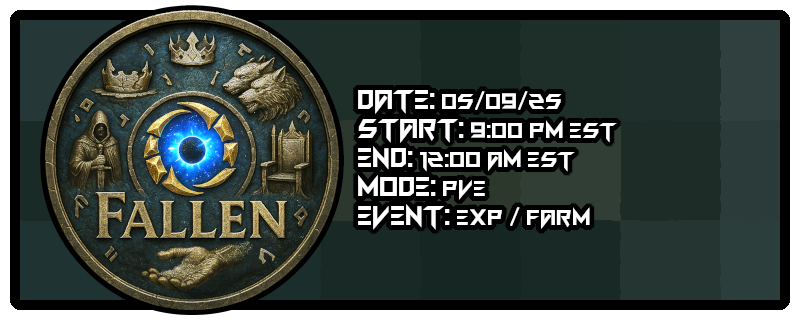 FALLEN
DATE: 05/09/25
START: 9:00 PM EST
END: 12:00 AM EST
MODE: PVE
EVENT: EXP / FARM